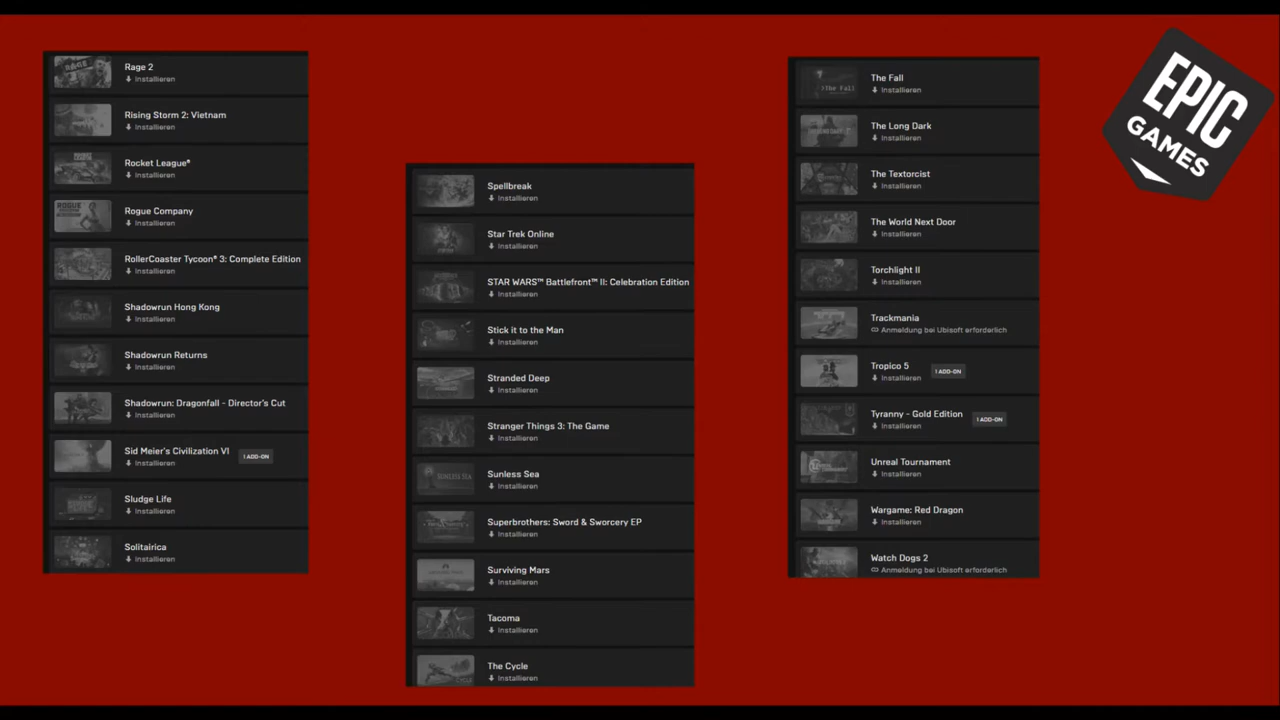 Rage 2
Installieren
Rising Storm 2: Vietnam
Installieren
Rocket League®
Installieren
Rogue Company
Installieren
RollerCoaster Tycoon® 3: Complete Edition
Installieren
Shadowrun Hong Kong
Installieren
Shadowrun Returns
Installieren
Shadowrun: Dragonfall - Director's Cut
Installieren
Sid Meier's Civilization VI
1 ADD-ON
Installieren
Sludge Life
Installieren
Solitairica
Installieren
Spellbreak
Installieren
Star Trek Online
Installieren
STAR WARS™ Battlefront™ II: Celebration Edition
Installieren
Stick it to the Man
Installieren
Stranded Deep
Installieren
Stranger Things 3: The Game
Installieren
SUNLESS SEA
Sunless Sea
Installieren
Superbrothers: Sword & Sworcery EP
Installieren
Surviving Mars
Installieren
Tacoma
Installieren
The Cycle
Installieren
The Fall
The Fall
Installieren
The Long Dark
Installieren
The Textorcist
Installieren
The World Next Door
Installieren
Torchlight II
Installieren
Trackmania
Anmeldung bei Ubisoft erforderlich
Tropico 5
1 ADD-ON
Installieren
Tyranny - Gold Edition
1 ADD-ON
Installieren
Unreal Tournament
Installieren
Wargame: Red Dragon
Installieren
Watch Dogs 2
Anmeldung bei Ubisoft erforderlich
EPIC
GAMES